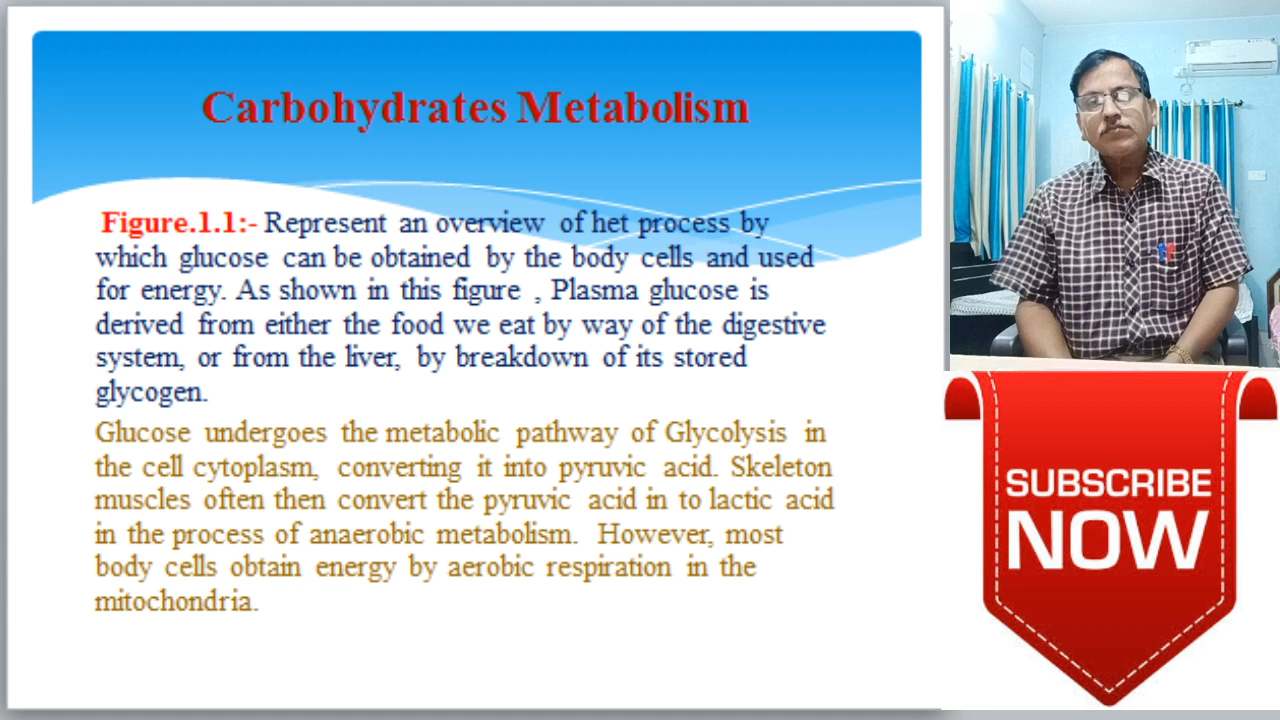 Carbohydrates Metabolism
Figure.1.1:- Represent an overview of het process by
which glucose can be obtained by the body cells and used
for energy. As shown in this figure , Plasma glucose is
derived from either the food we eat by way of the digestive
system, or from the liver, by breakdown of its stored
glycogen.
Glucose undergoes the metabolic pathway of Glycolysis in
the cell cytoplasm, converting it into pyruvic acid. Skeleton
muscles often then convert the pyruvic acid in to lactic acid
in the process of anaerobic metabolism. However, most
body cells obtain energy by aerobic respiration in the
mitochondria.
SUBSCRIBE
NOW